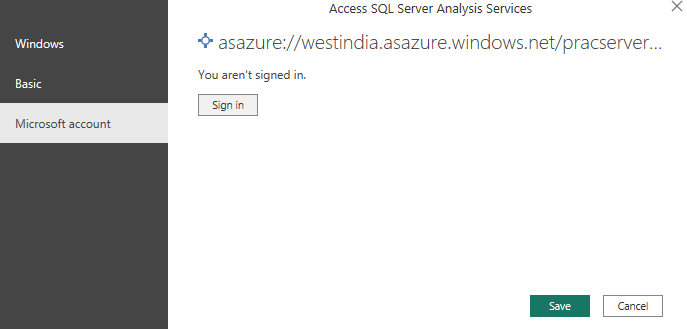 Access SQL Server Analysis Services
Windows
Basic
Microsoft account
asazure://westindia.asazure.windows.net/pracserver...
You aren't signed in.
Sign in
Save
Cancel